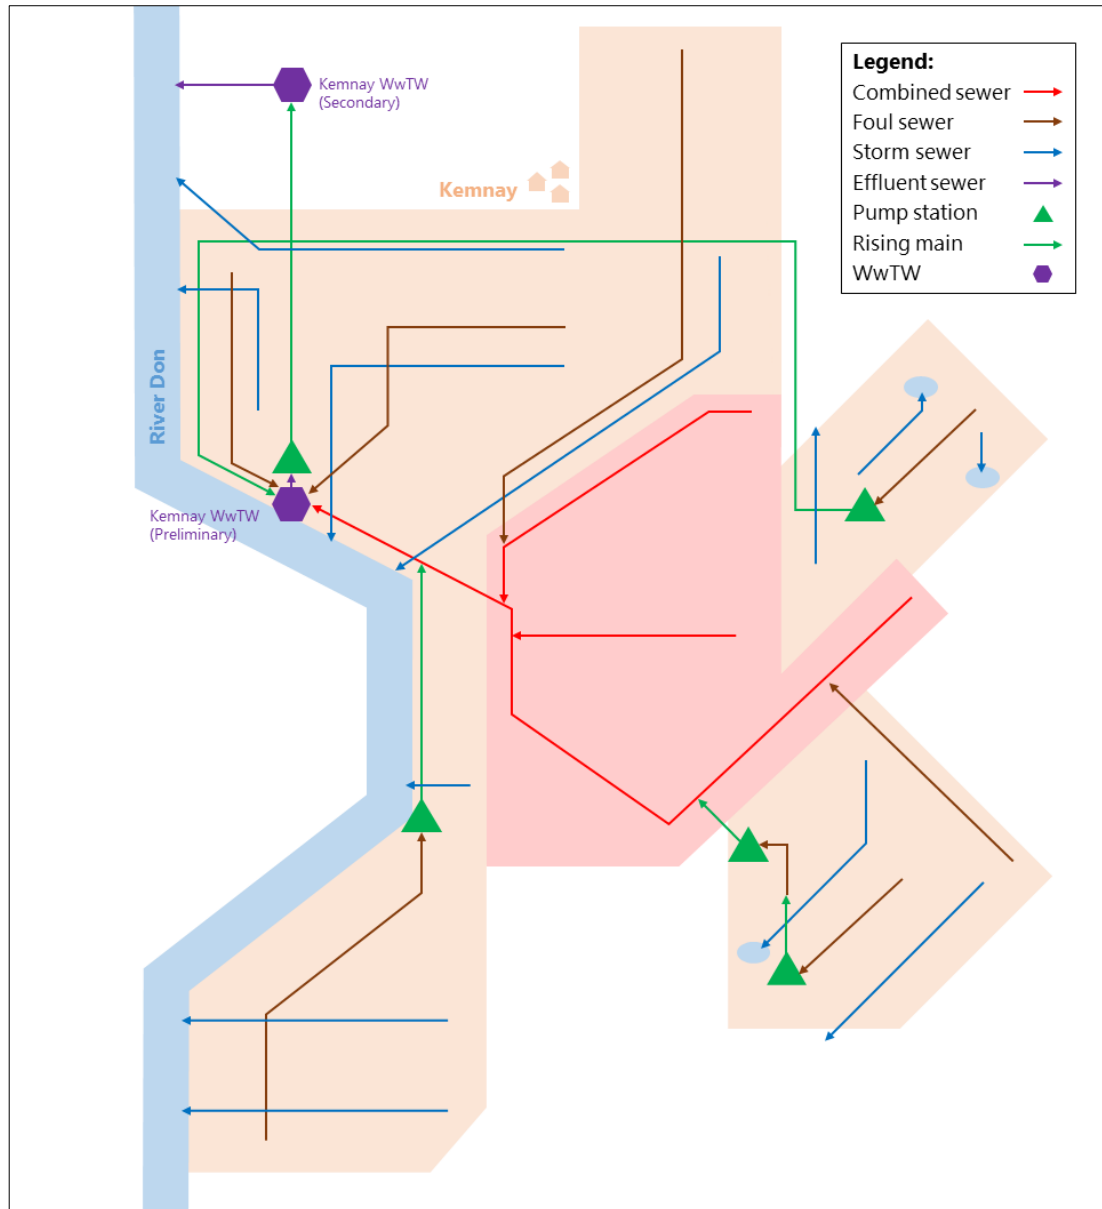 Legend:
Combined sewer
Foul sewer
Storm sewer
Effluent sewer
Pump station
Rising main
WwTW
Kemnay WwTW
(Secondary)
Kemnay
River Don
Kemnay WwTW
(Preliminary)